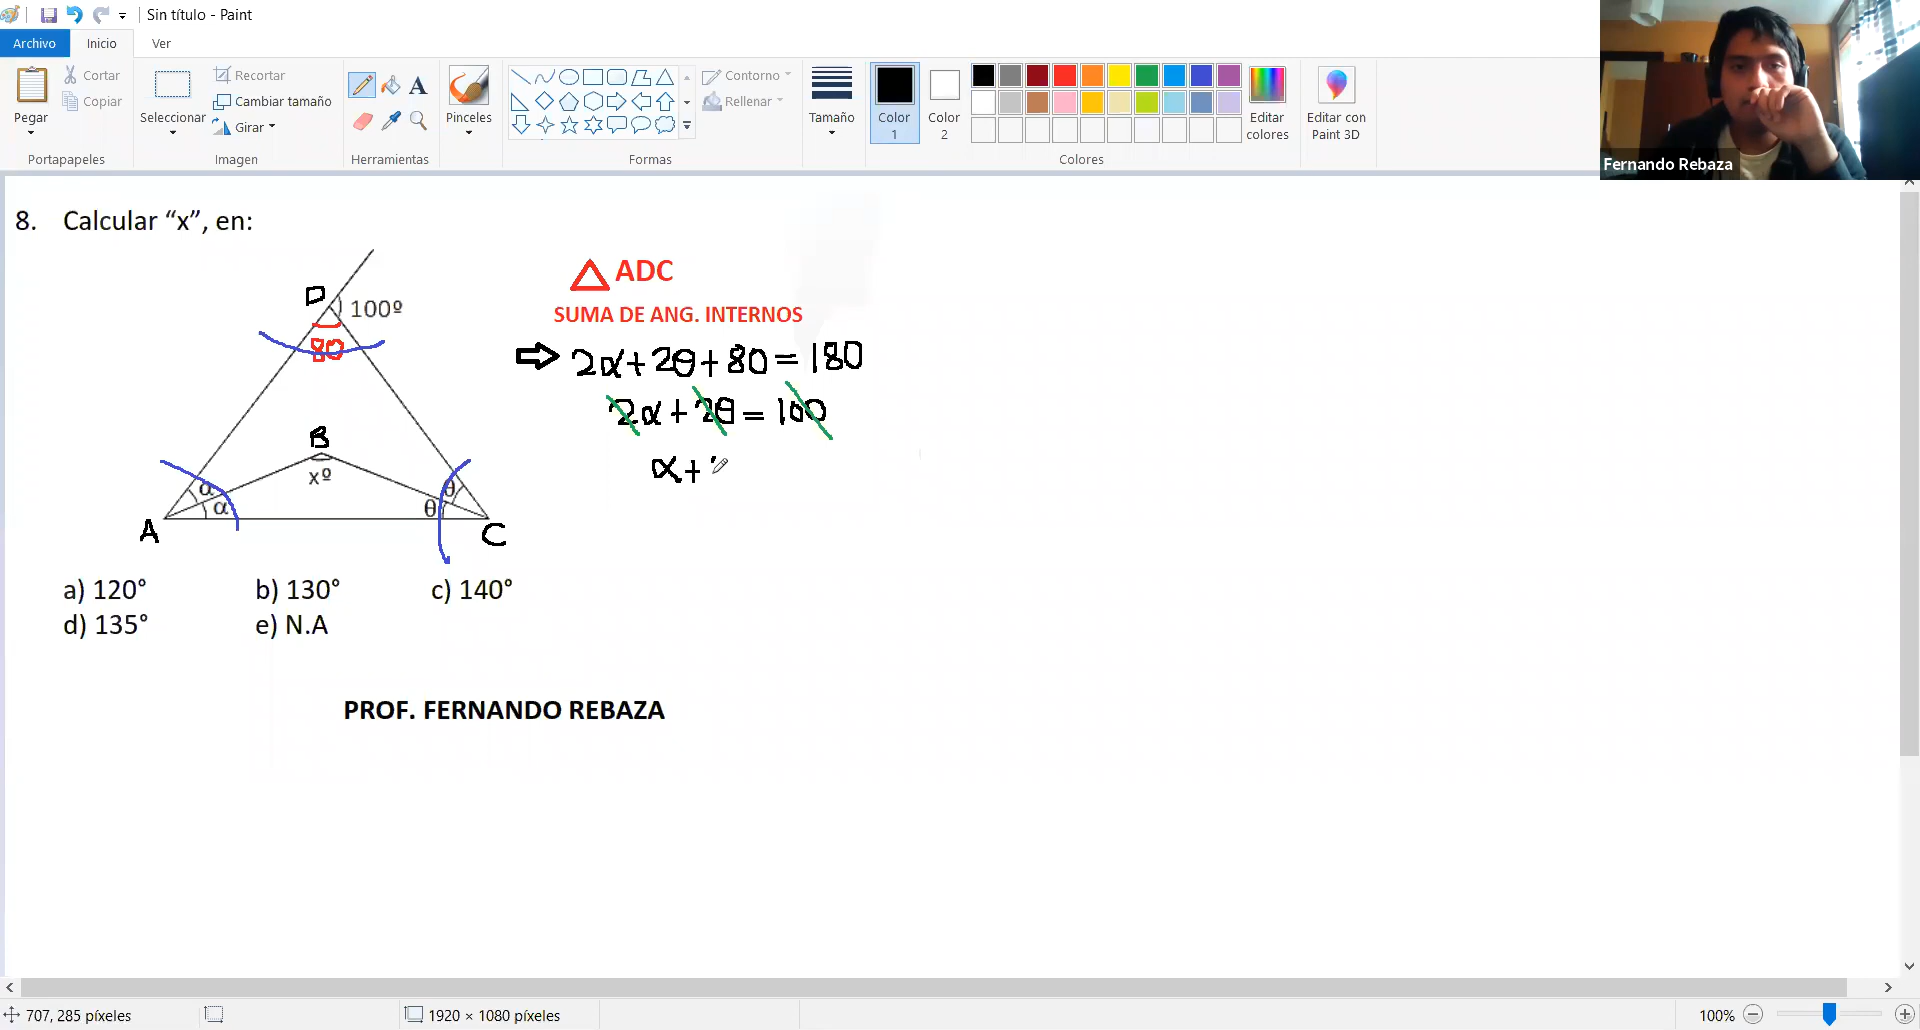 Sin título - Paint
Archivo Inicio Ver
Pegar
Cortar
Copiar
Portapapeles
Seleccionar
Recortar
Cambiar tamaño
Girar
Imagen
A
Herramientas
Pinceles
Contorno
Rellenar
Formas
Tamaño
Color 1
Color 2
Editar colores
Editar con Paint 3D
Colores
Fernando Rebaza
8. Calcular “x”, en:
D
100º
80
B
xº
α
α
θ
θ
A
C
a) 120° b) 130° c) 140°
d) 135° e) N.A
△ ADC
SUMA DE ANG. INTERNOS
⇨ 2α+2θ+80=180
2α+2θ=100
α+
PROF. FERNANDO REBAZA
707, 285 píxeles
1920 × 1080 píxeles
100%